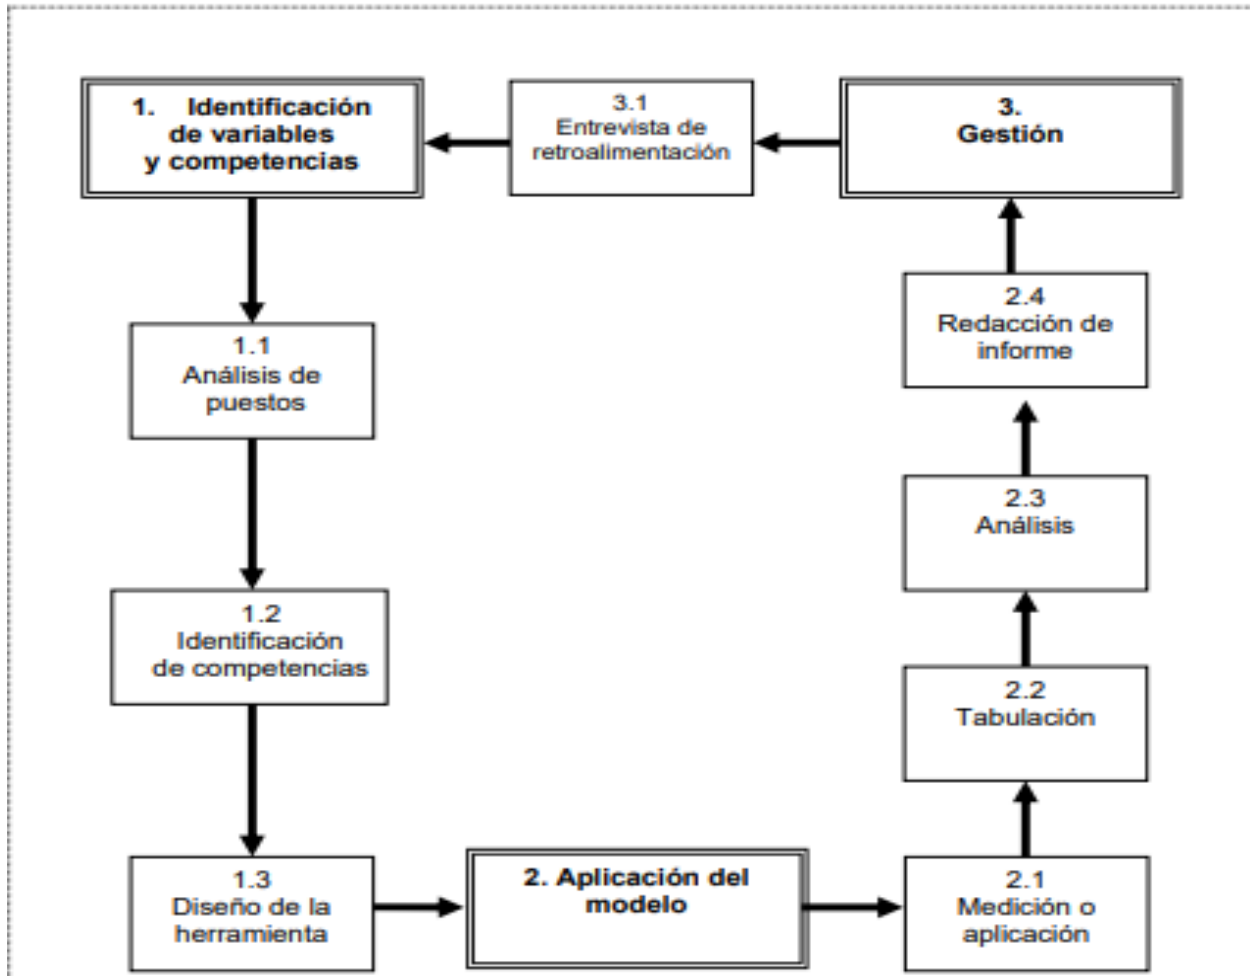 1. Identificación
de variables
y competencias
3.1
Entrevista de
retroalimentación
3.
Gestión
1.1
Análisis de
puestos
2.4
Redacción de
informe
2.3
Análisis
1.2
Identificación
de competencias
2.2
Tabulación
1.3
Diseño de la
herramienta
2. Aplicación del
modelo
2.1
Medición o
aplicación